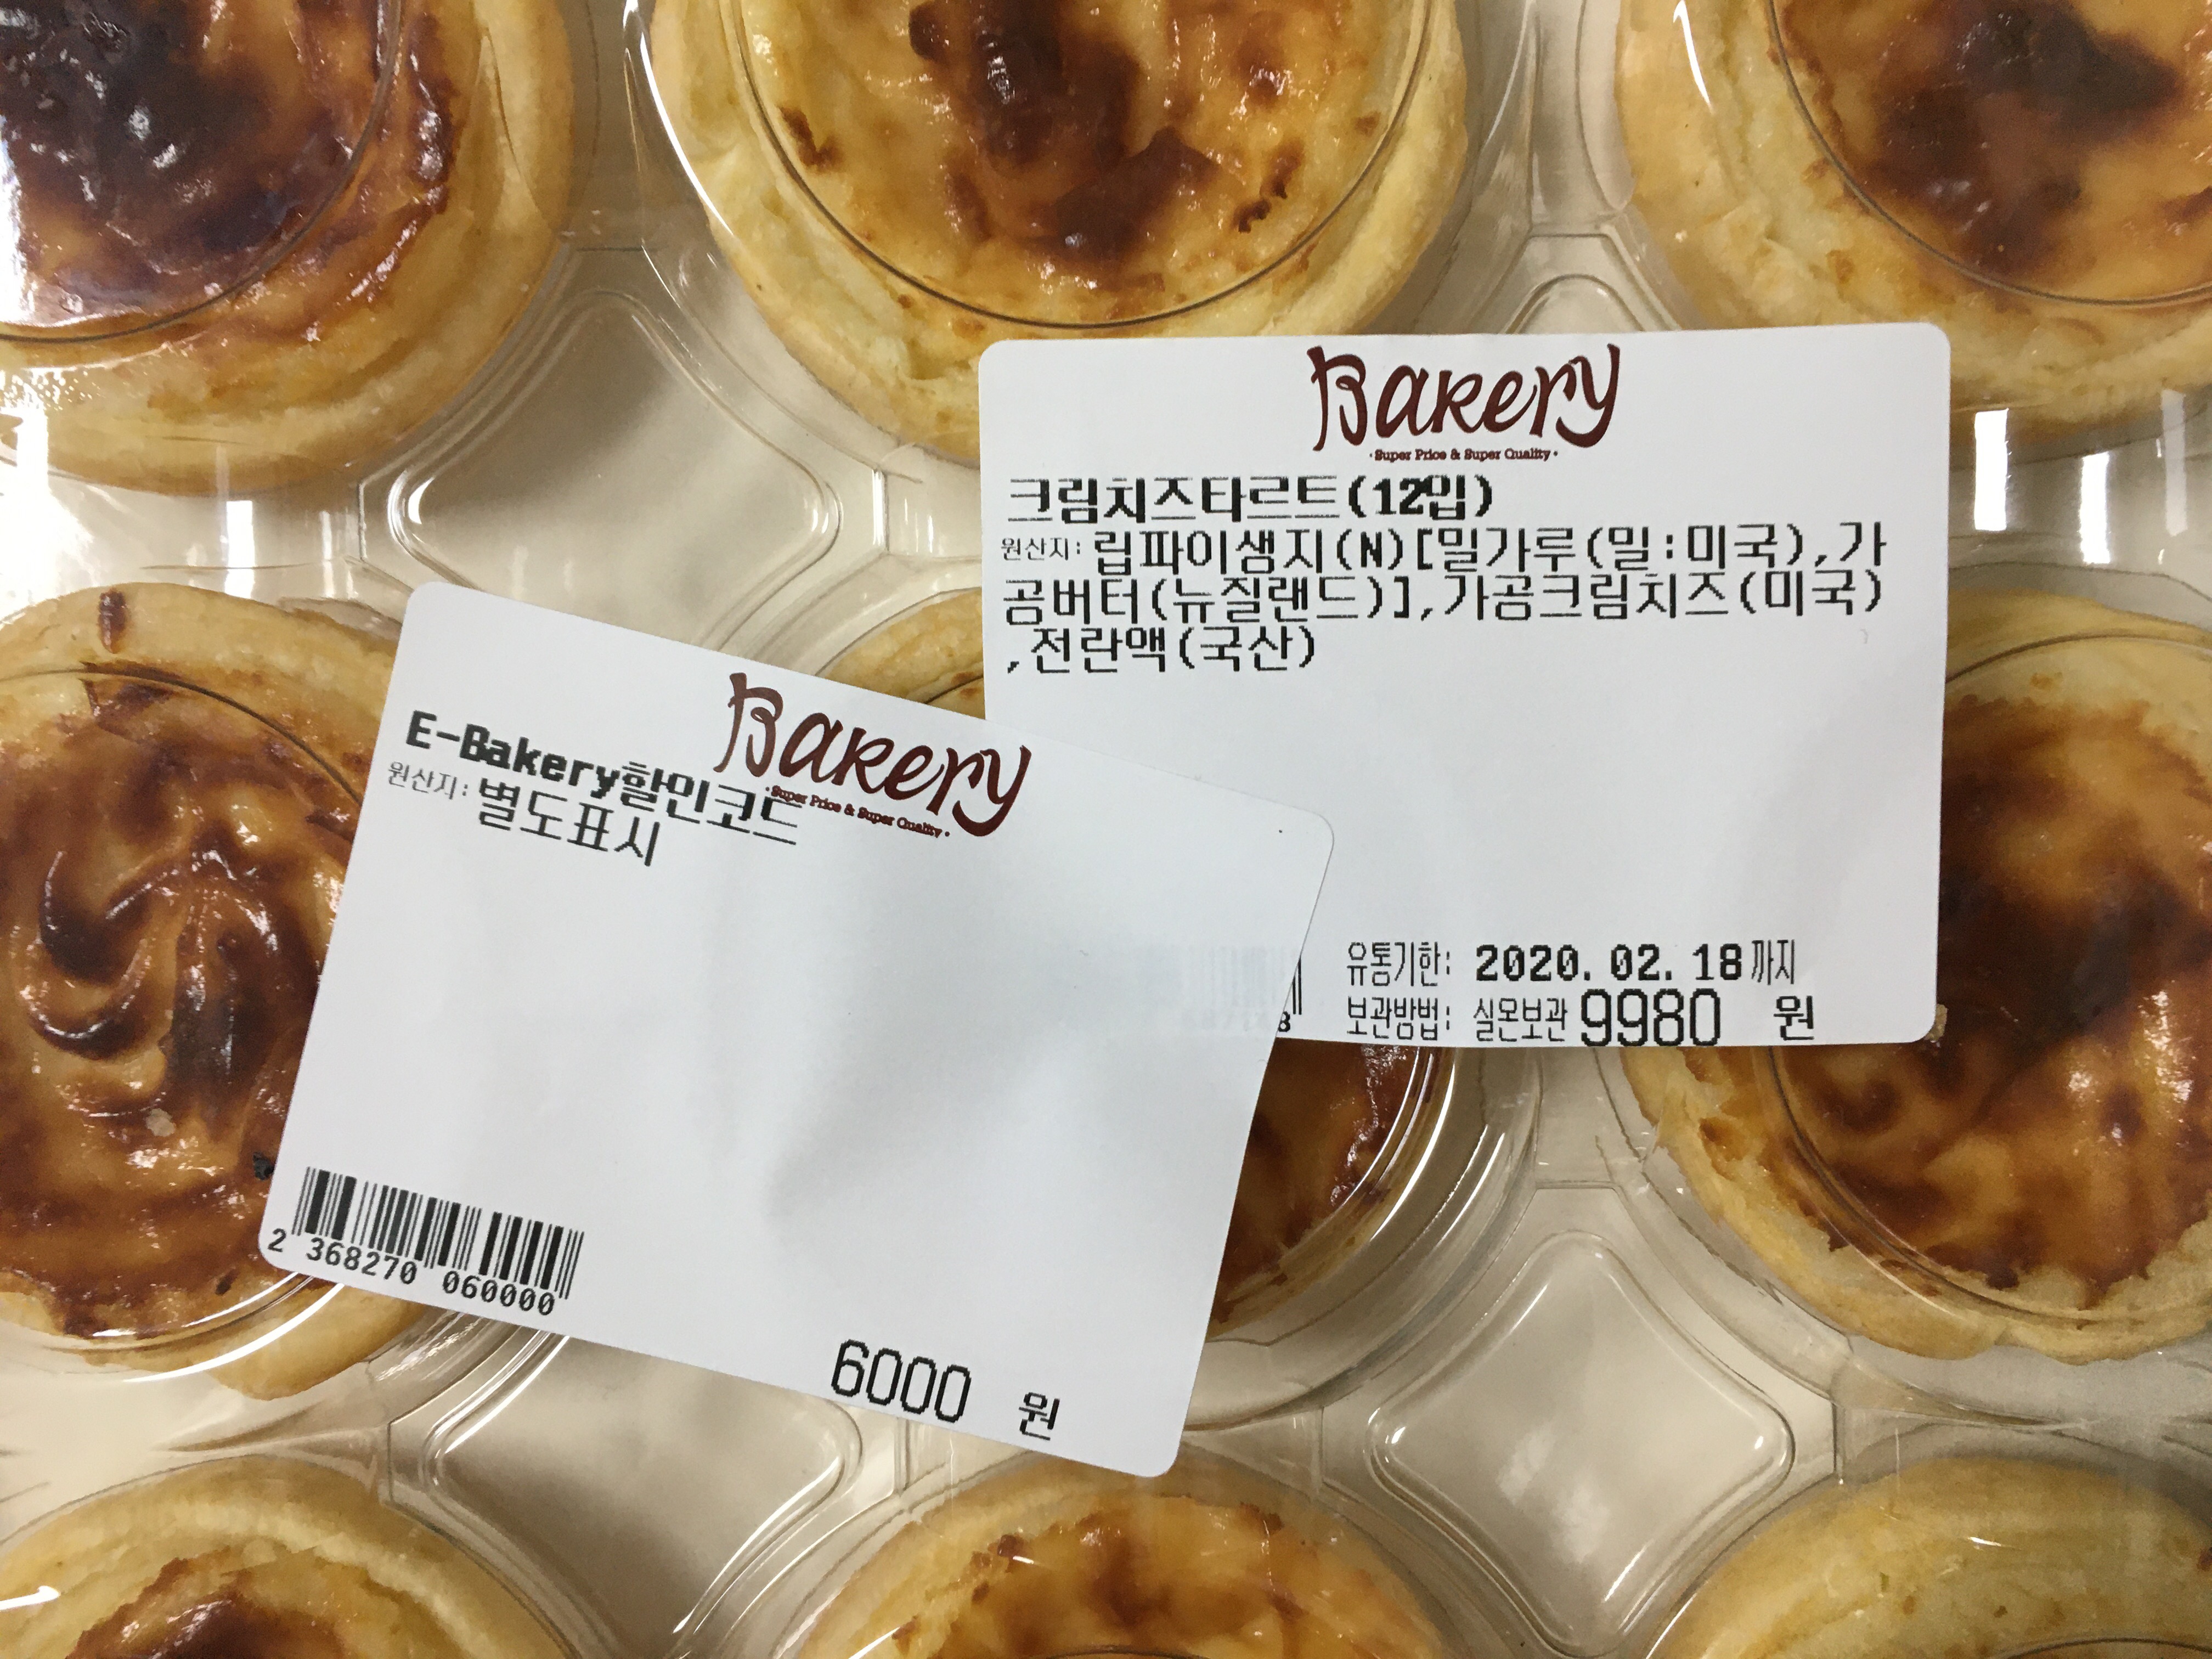 Bakery
·Super Price & Super Quality·
크림치즈타르트(12입)
원산지: 립파이생지(N)[밀가루(밀:미국),가
공버터(뉴질랜드)],가공크림치즈(미국)
,전란액(국산)
유통기한: 2020. 02. 18까지
보관방법: 실온보관 9980 원
8
Bakery
·Super Price & Super Quality·
E-Bakery할인코드
원산지: 별도표시
2 368270 060000
6000 원